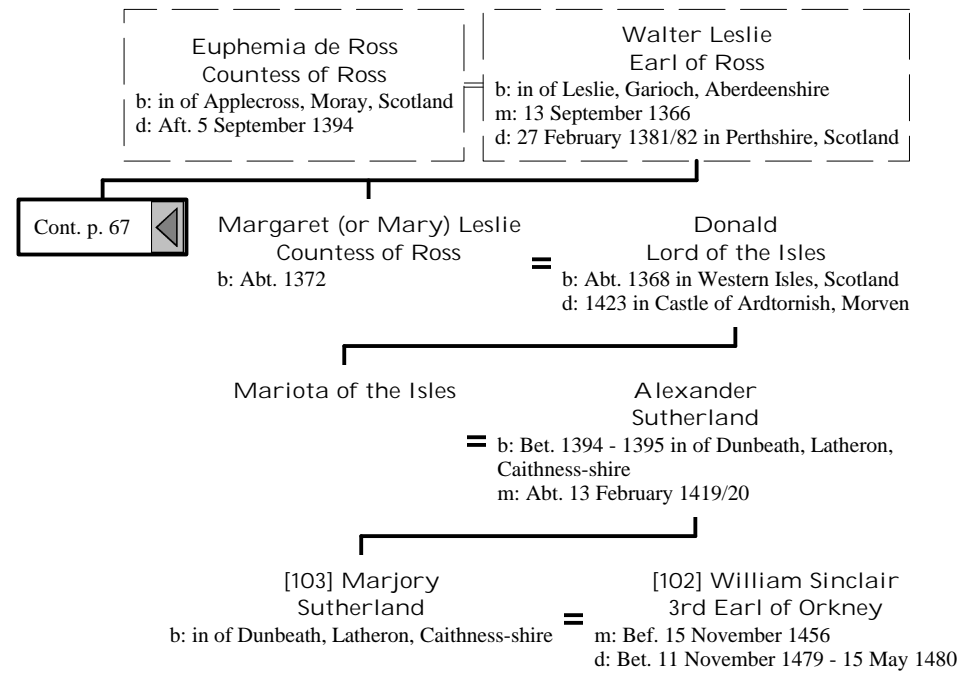 Euphemia de Ross
Countess of Ross
b: in of Applecross, Moray, Scotland
d: Aft. 5 September 1394
Walter Leslie
Earl of Ross
b: in of Leslie, Garioch, Aberdeenshire
m: 13 September 1366
d: 27 February 1381/82 in Perthshire, Scotland
Cont. p. 67
Margaret (or Mary) Leslie
Countess of Ross
b: Abt. 1372
=
Donald
Lord of the Isles
b: Abt. 1368 in Western Isles, Scotland
d: 1423 in Castle of Ardtornish, Morven
Mariota of the Isles
=
Alexander
Sutherland
b: Bet. 1394 - 1395 in of Dunbeath, Latheron,
Caithness-shire
m: Abt. 13 February 1419/20
[103] Marjory
Sutherland
b: in of Dunbeath, Latheron, Caithness-shire
=
[102] William Sinclair
3rd Earl of Orkney
m: Bef. 15 November 1456
d: Bet. 11 November 1479 - 15 May 1480